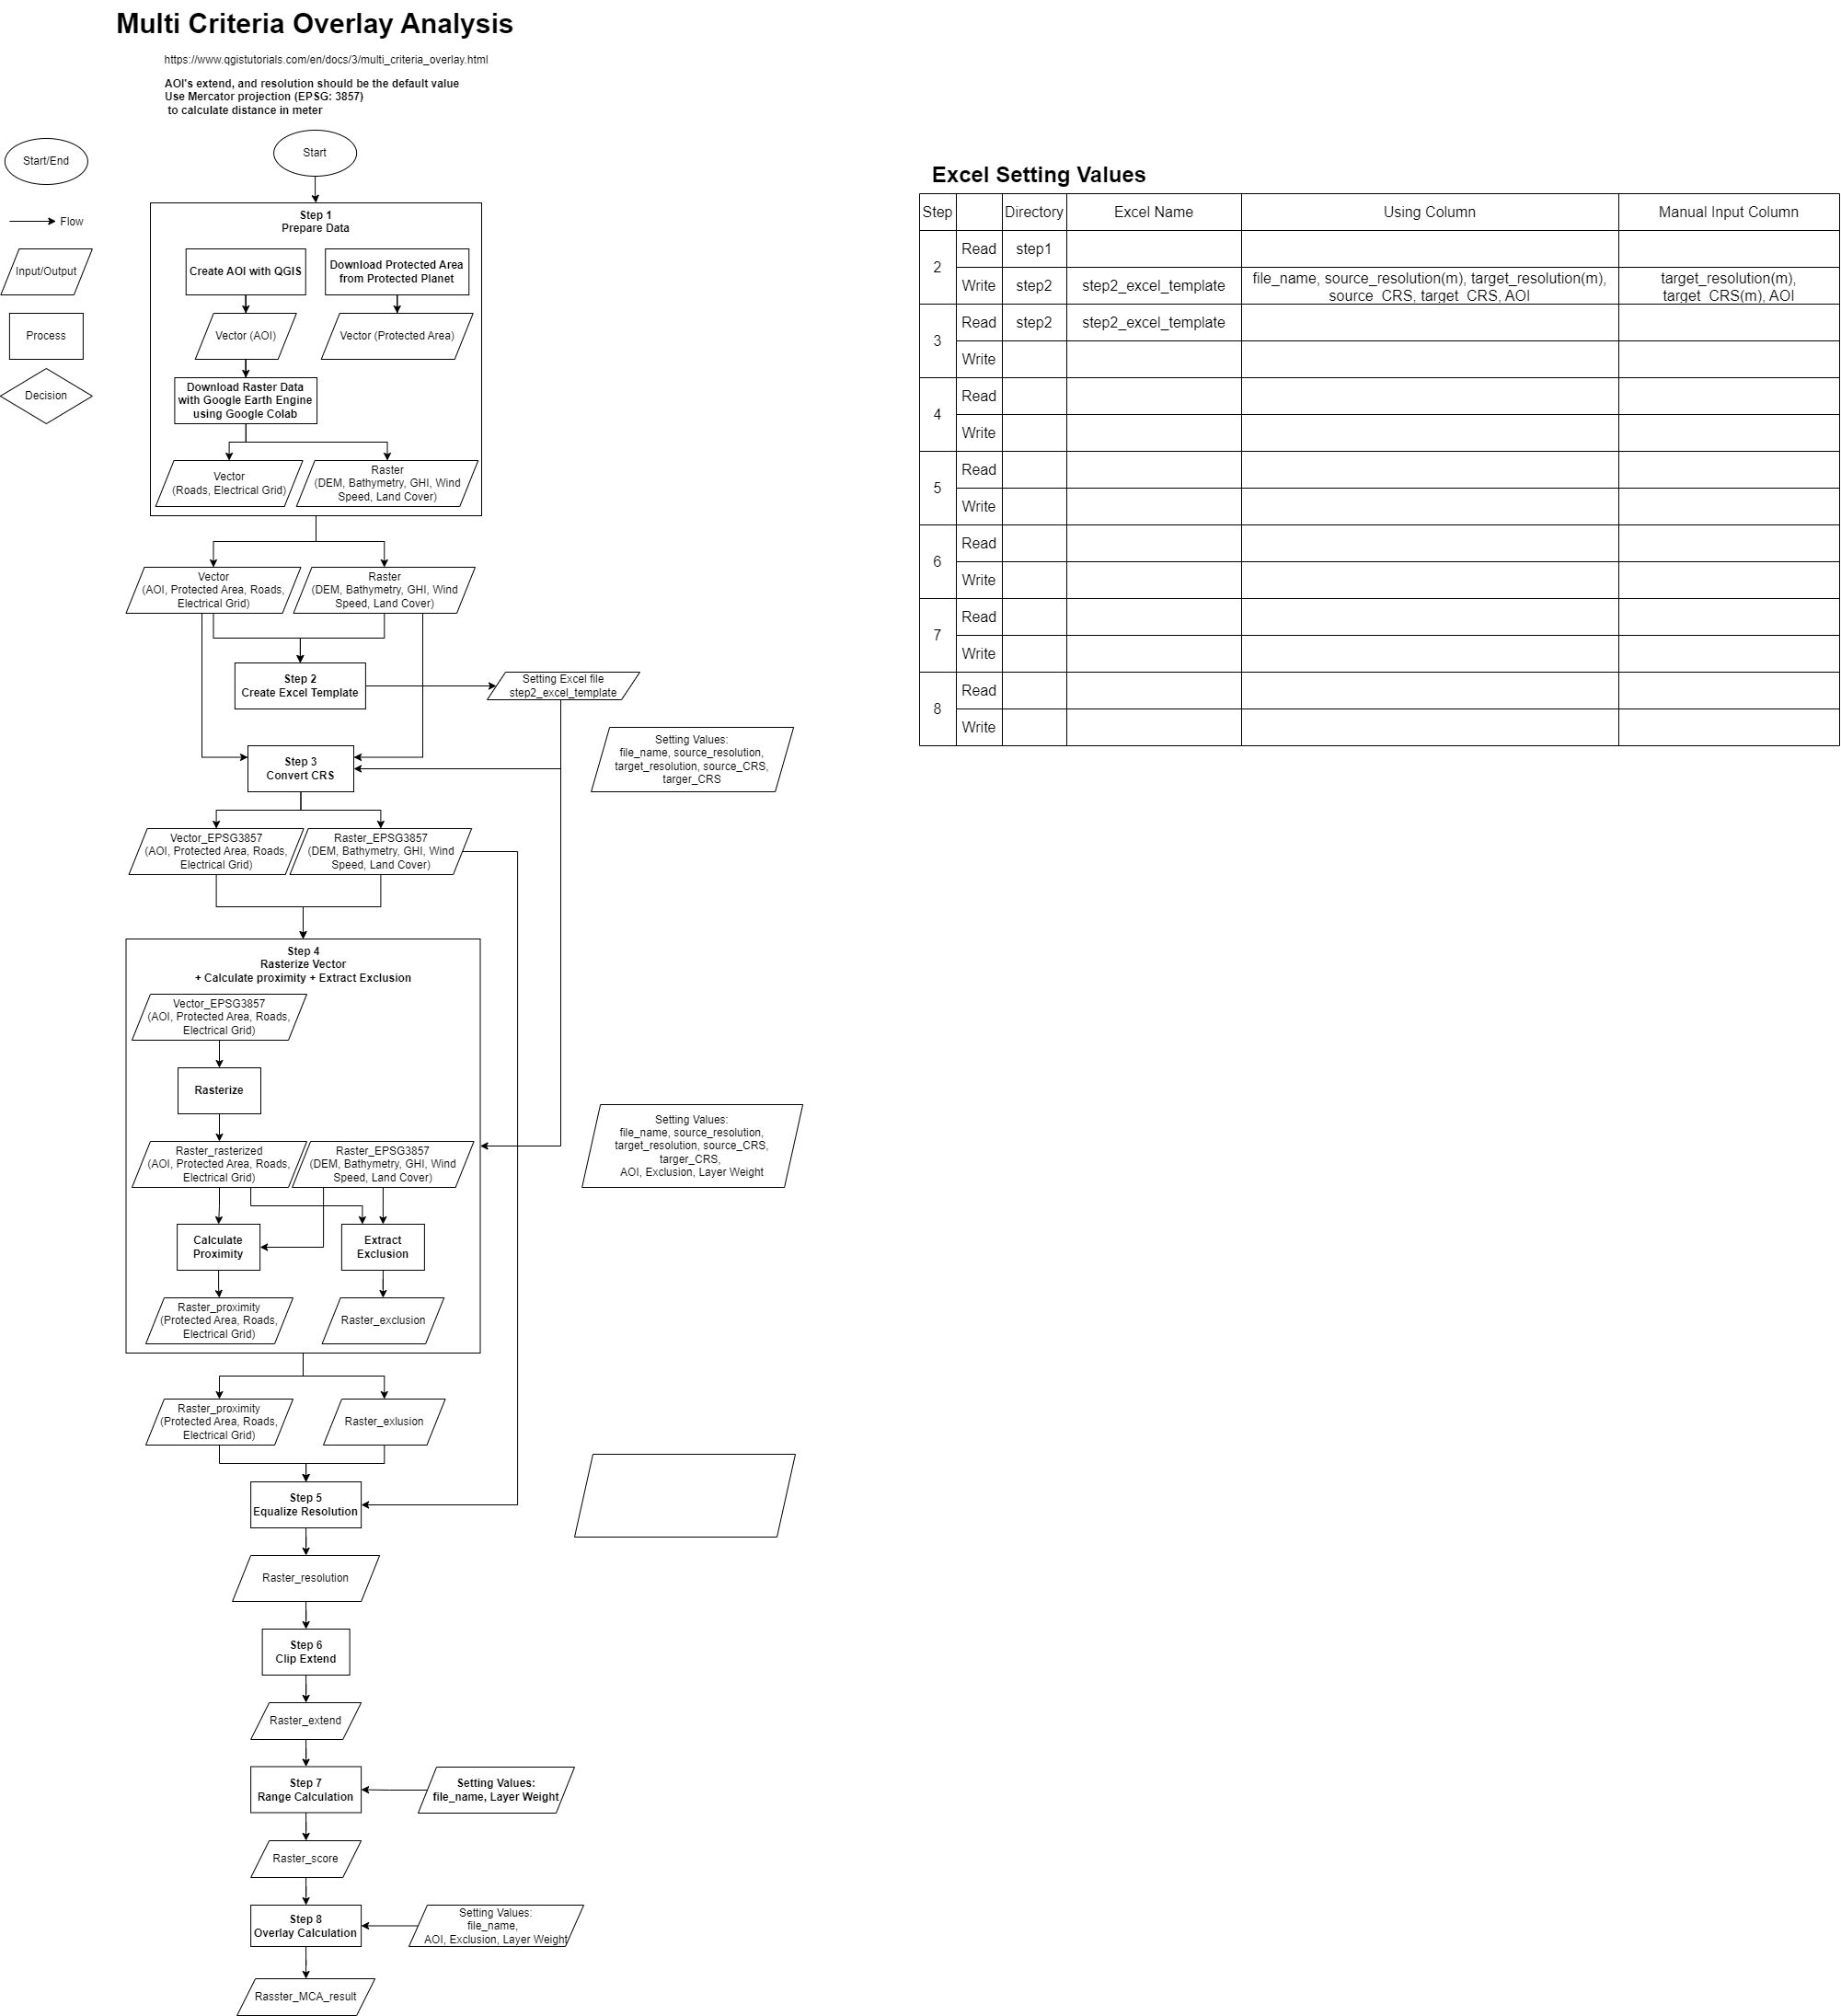 Multi Criteria Overlay Analysis
https://www.qgistutorials.com/en/docs/3/multi_criteria_overlay.html
AOI's extend, and resolution should be the default value
Use Mercator projection (EPSG: 3857)
to calculate distance in meter
Start/End
Flow
Input/Output
Process
Decision
Start
Step 1
Prepare Data
Create AOI with QGIS
Download Protected Area
from Protected Planet
Vector (AOI)
Vector (Protected Area)
Download Raster Data
with Google Earth Engine
using Google Colab
Vector
(Roads, Electrical Grid)
Raster
(DEM, Bathymetry, GHI, Wind
Speed, Land Cover)
Vector
(AOI, Protected Area, Roads,
Electrical Grid)
Raster
(DEM, Bathymetry, GHI, Wind
Speed, Land Cover)
Step 2
Create Excel Template
Setting Excel file
step2_excel_template
Setting Values:
file_name, source_resolution,
target_resolution, source_CRS,
targer_CRS
Step 3
Convert CRS
Vector_EPSG3857
(AOI, Protected Area, Roads,
Electrical Grid)
Raster_EPSG3857
(DEM, Bathymetry, GHI, Wind
Speed, Land Cover)
Step 4
Rasterize Vector
+ Calculate proximity + Extract Exclusion
Vector_EPSG3857
(AOI, Protected Area, Roads,
Electrical Grid)
Rasterize
Raster_rasterized
(AOI, Protected Area, Roads,
Electrical Grid)
Raster_EPSG3857
(DEM, Bathymetry, GHI, Wind
Speed, Land Cover)
Setting Values:
file_name, source_resolution,
target_resolution, source_CRS,
targer_CRS,
AOI, Exclusion, Layer Weight
Calculate
Proximity
Extract
Exclusion
Raster_proximity
(Protected Area, Roads,
Electrical Grid)
Raster_exclusion
Raster_proximity
(Protected Area, Roads,
Electrical Grid)
Raster_exlusion
Step 5
Equalize Resolution
Raster_resolution
Step 6
Clip Extend
Raster_extend
Step 7
Range Calculation
Setting Values:
file_name, Layer Weight
Raster_score
Step 8
Overlay Calculation
Setting Values:
file_name,
AOI, Exclusion, Layer Weight
Rasster_MCA_result
Excel Setting Values
Step Directory Excel Name Using Column Manual Input Column
2
Read step1
Write step2 step2_excel_template
file_name, source_resolution(m), target_resolution(m),
source_CRS, target_CRS, AOI
target_resolution(m),
target_CRS(m), AOI
3
Read step2 step2_excel_template
Write
4
Read
Write
5
Read
Write
6
Read
Write
7
Read
Write
8
Read
Write